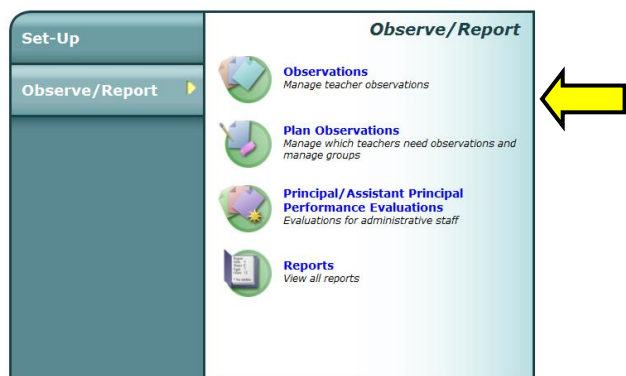 Set-Up
Observe/Report
Observe/Report
Observations
Manage teacher observations
Plan Observations
Manage which teachers need observations and
manage groups
Principal/Assistant Principal
Performance Evaluations
Evaluations for administrative staff
Reports
View all reports